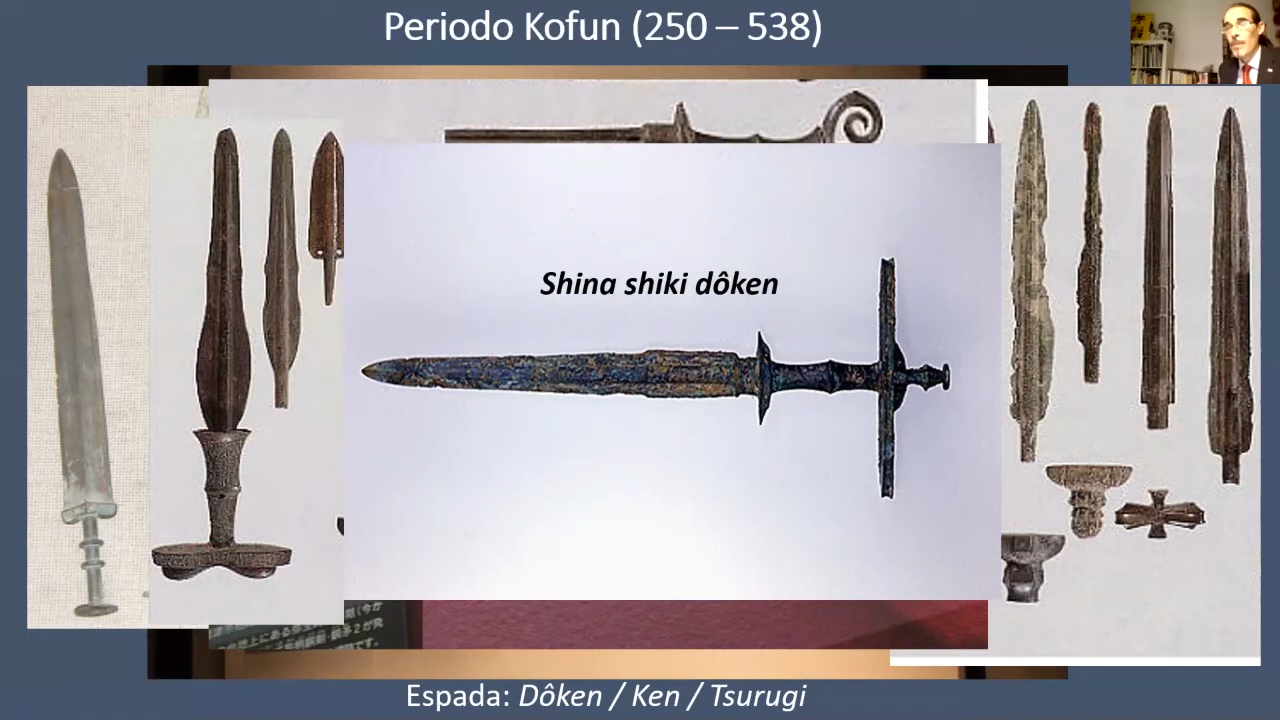 Periodo Kofun (250 – 538)
Shina shiki dôken
Espada: Dôken / Ken / Tsurugi